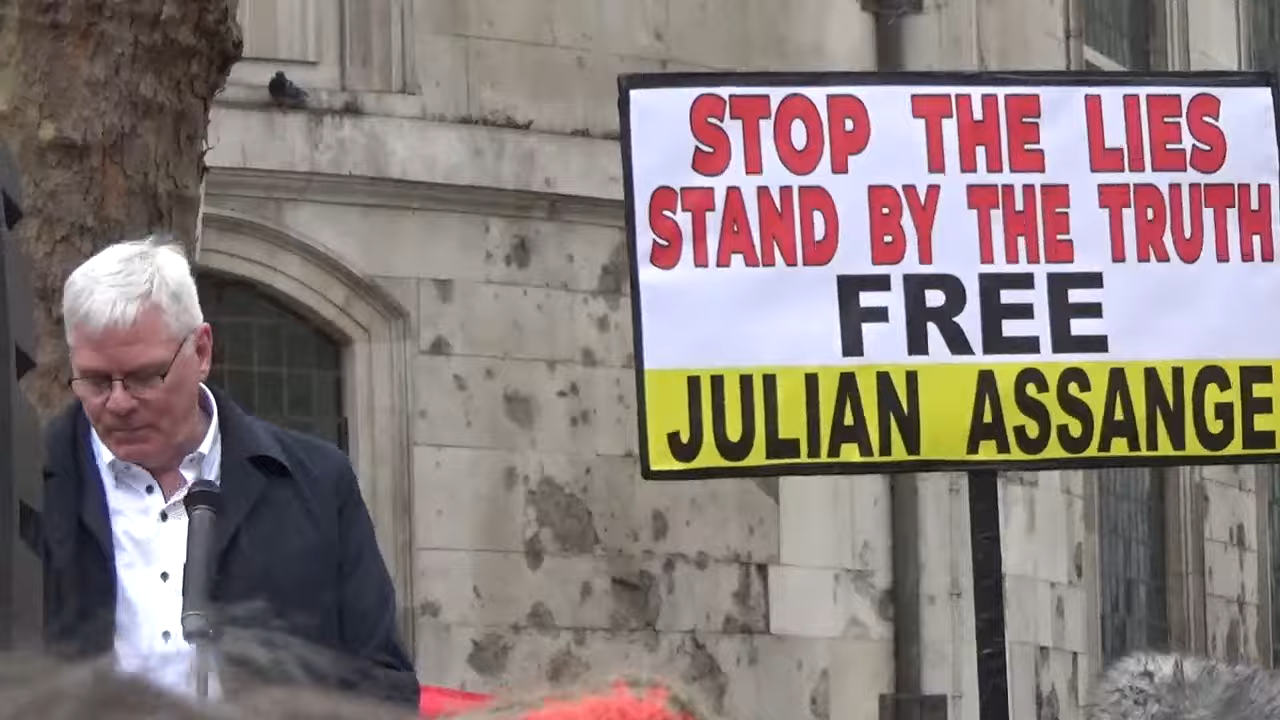 STOP THE LIES
STAND BY THE TRUTH
FREE
JULIAN ASSANGE